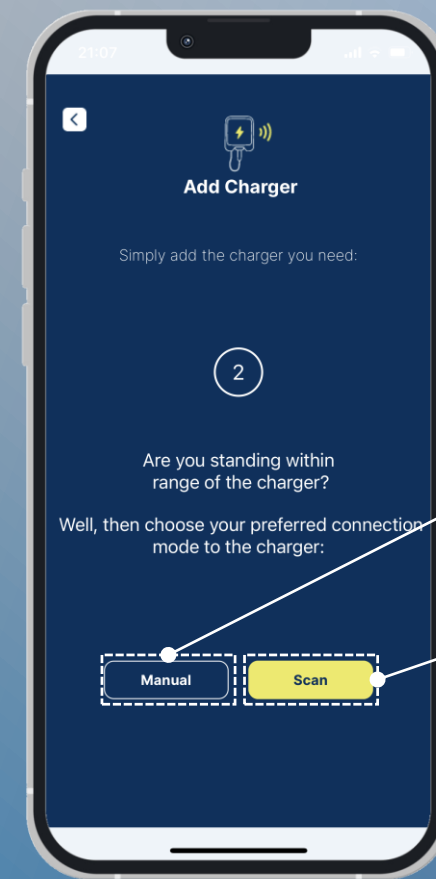 21:07
Add Charger
Simply add the charger you need:
2
Are you standing within
range of the charger?
Well, then choose your preferred connection
mode to the charger:
Manual
Scan